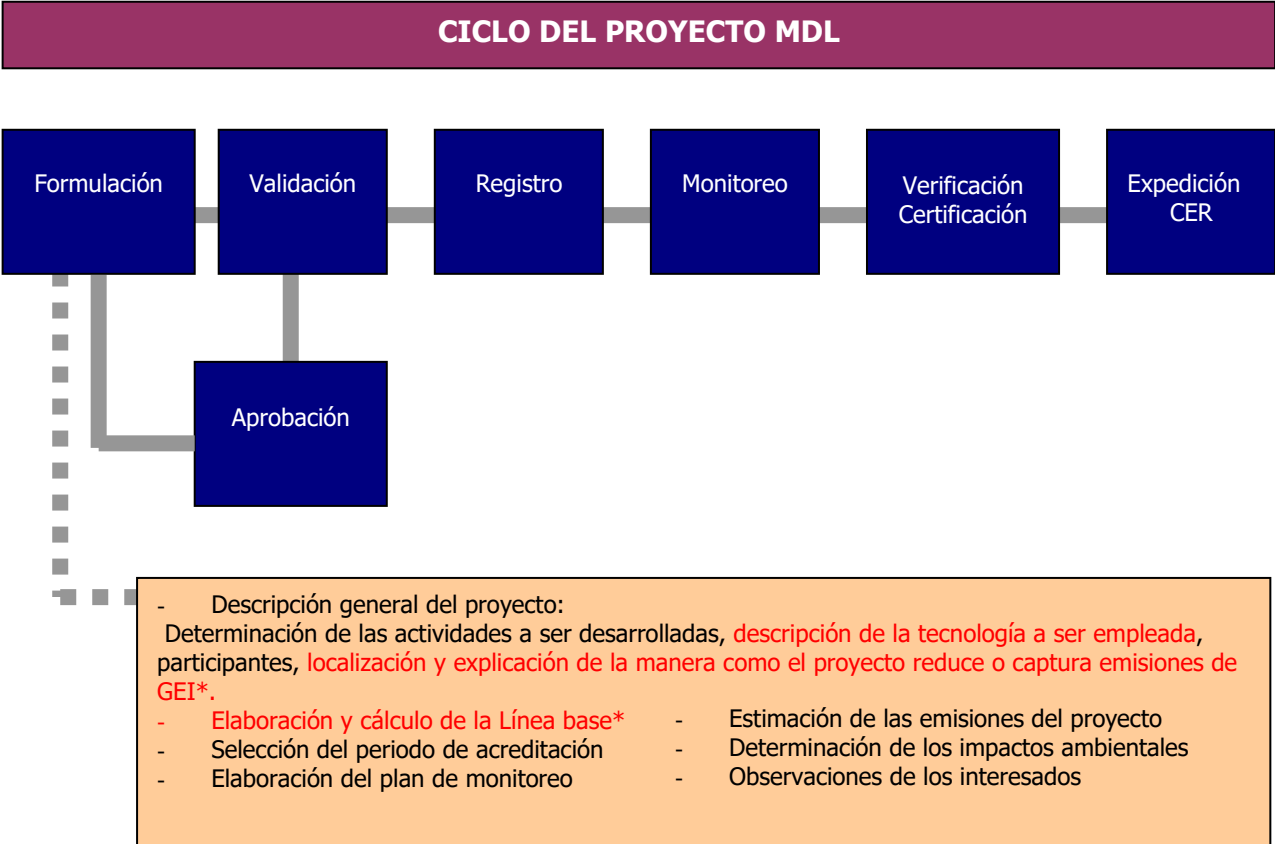 CICLO DEL PROYECTO MDL
Formulación
Validación
Registro
Monitoreo
Verificación
Certificación
Expedición
CER
Aprobación
- Descripción general del proyecto:
Determinación de las actividades a ser desarrolladas, descripción de la tecnología a ser empleada,
participantes, localización y explicación de la manera como el proyecto reduce o captura emisiones de
GEI*.
- Elaboración y cálculo de la Línea base*
- Selección del periodo de acreditación
- Elaboración del plan de monitoreo
- Estimación de las emisiones del proyecto
- Determinación de los impactos ambientales
- Observaciones de los interesados